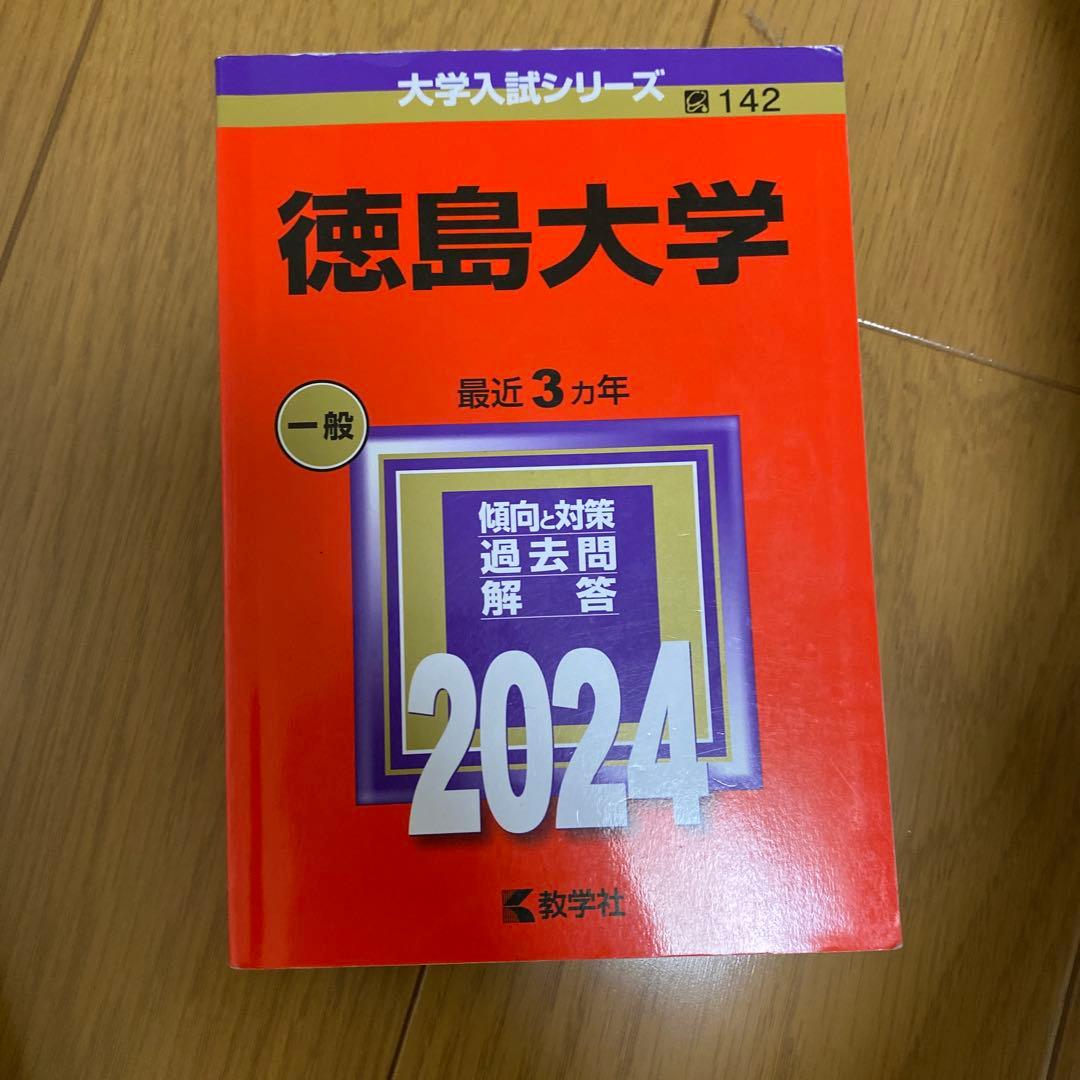 大学入試シリーズ
142
徳島大学
最近3カ年
一般
傾向と対策
過去問
解答
2024
教学社